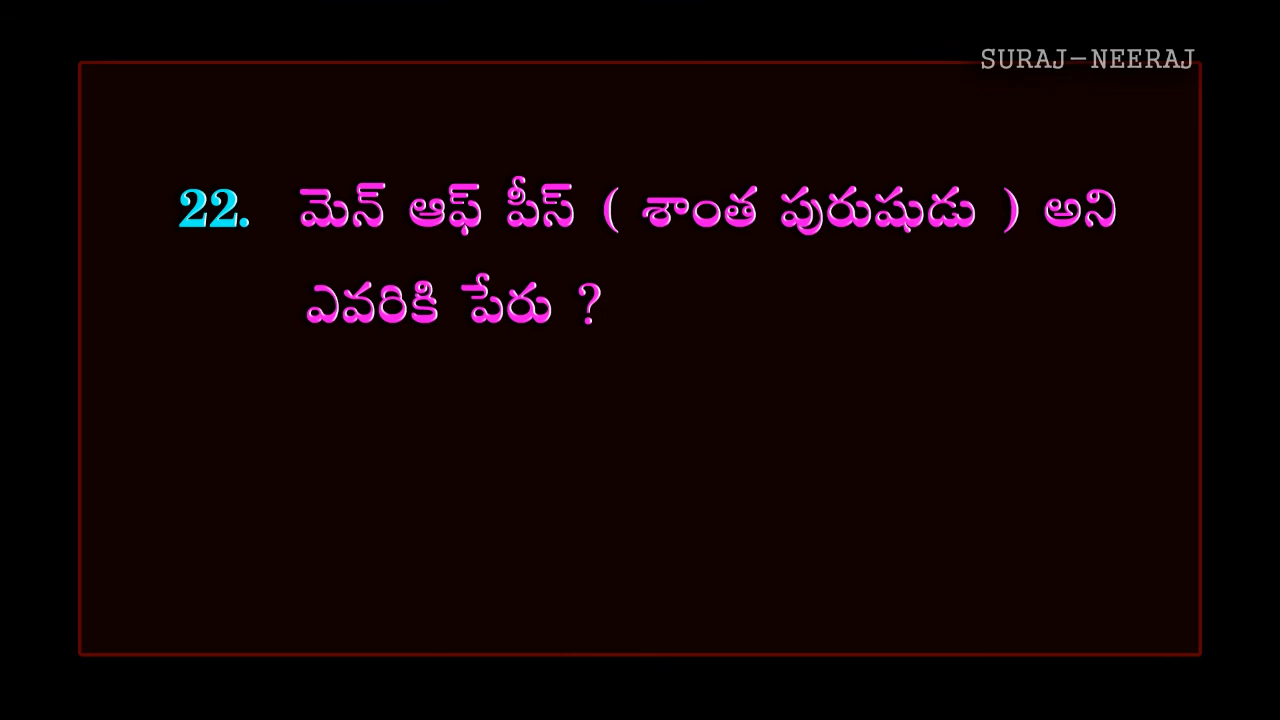 SURAJ-NEERAJ
22. మెన్ ఆఫ్ పీస్ ( శాంత పురుషుడు ) అని
ఎవరికి పేరు ?